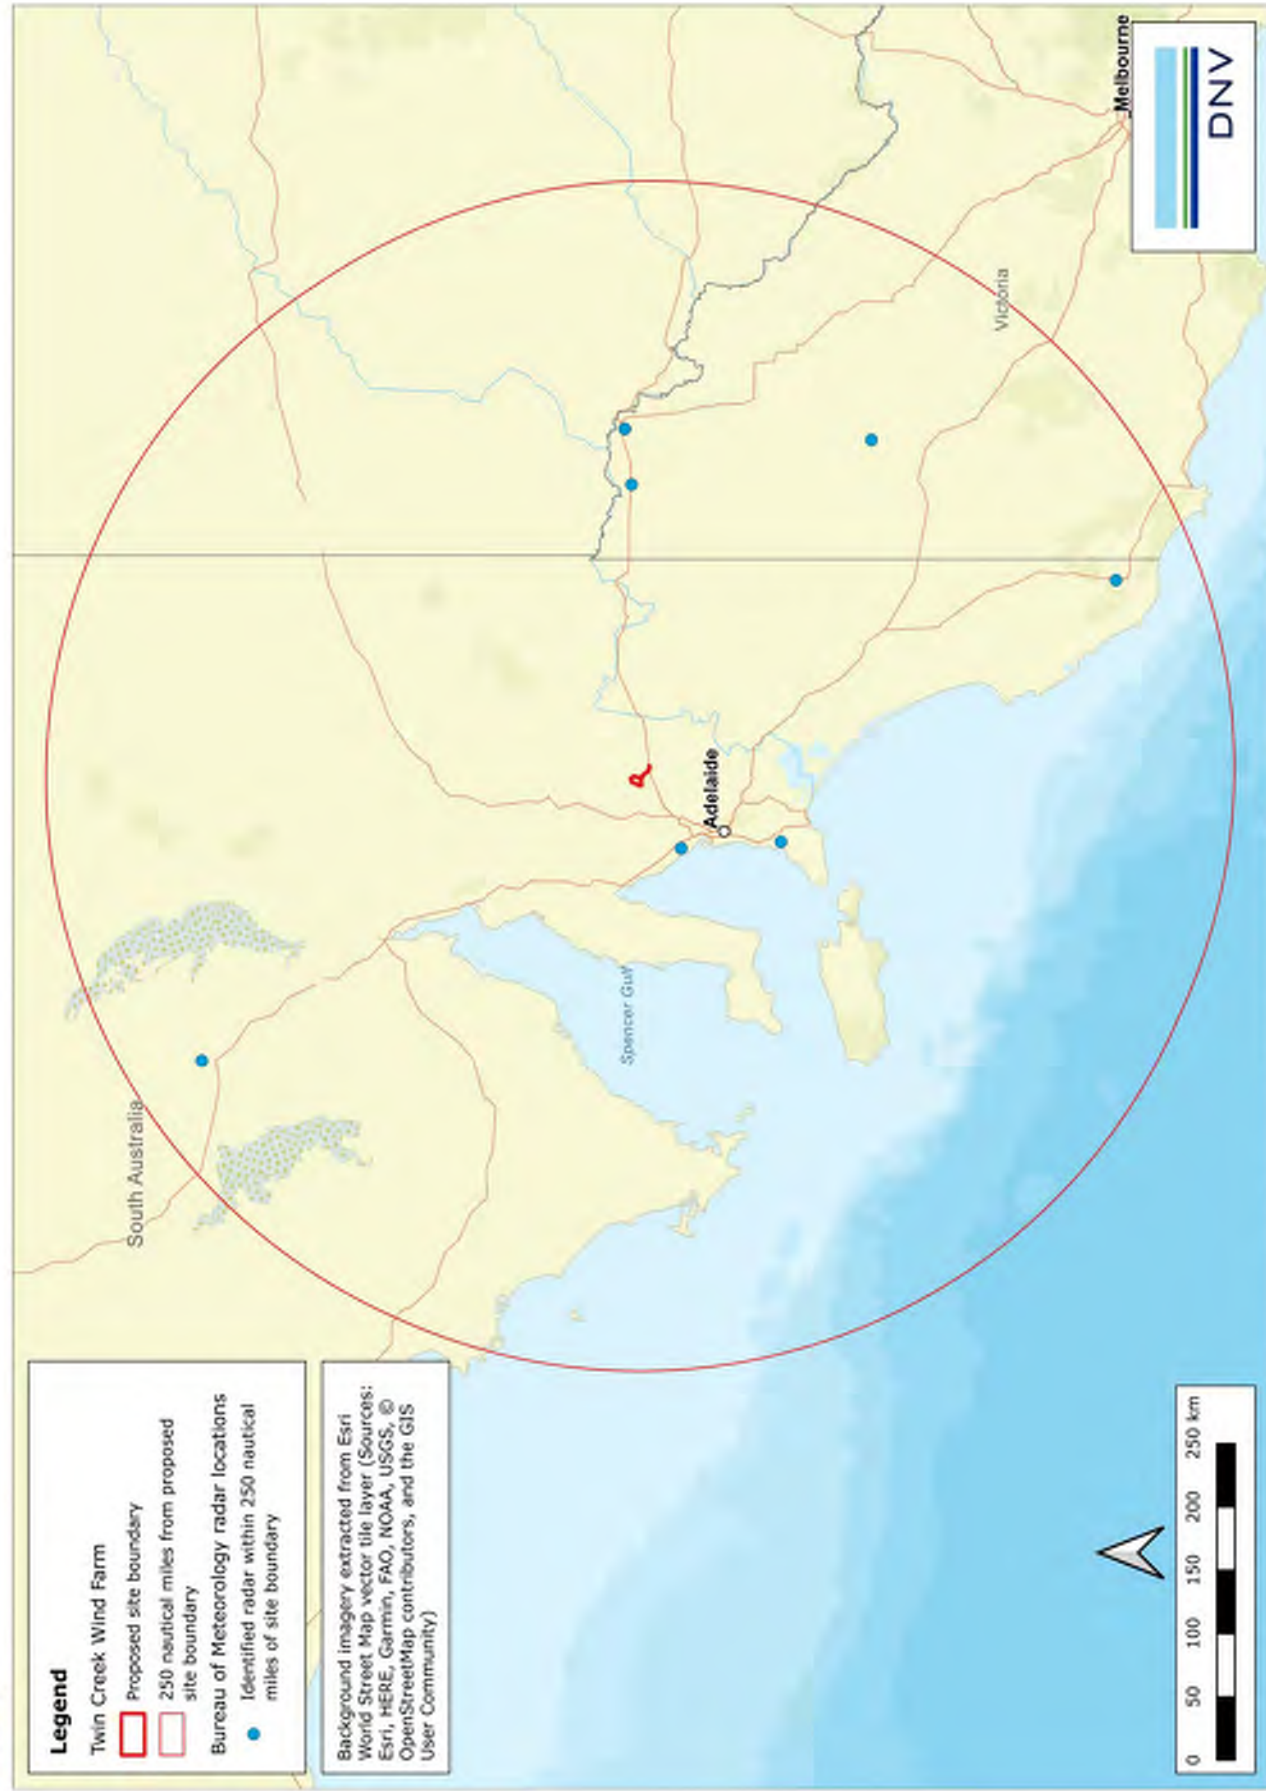 Legend
Twin Creek Wind Farm
Proposed site boundary
250 nautical miles from proposed
site boundary
Bureau of Meteorology radar locations
Identified radar within 250 nautical
miles of site boundary
Background imagery extracted from Esri
World Street Map vector tile layer (Sources:
Esri, HERE, Garmin, FAO, NOAA, USGS, ©
OpenStreetMap contributors, and the GIS
User Community)
South Australia
Spencer Gulf
Adelaide
Victoria
Melbourne
0 50 100 150 200 250 km
DNV